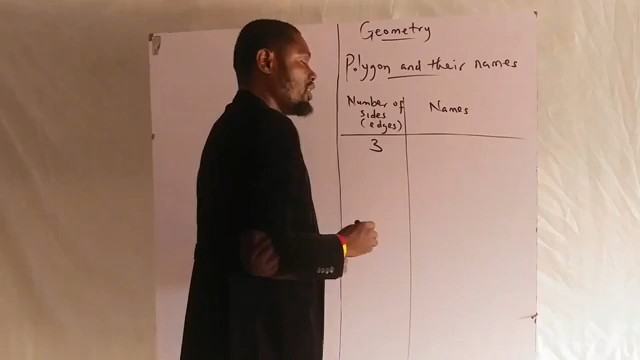 Geometry
Polygon and their names
Number of sides (edges)
Names
3